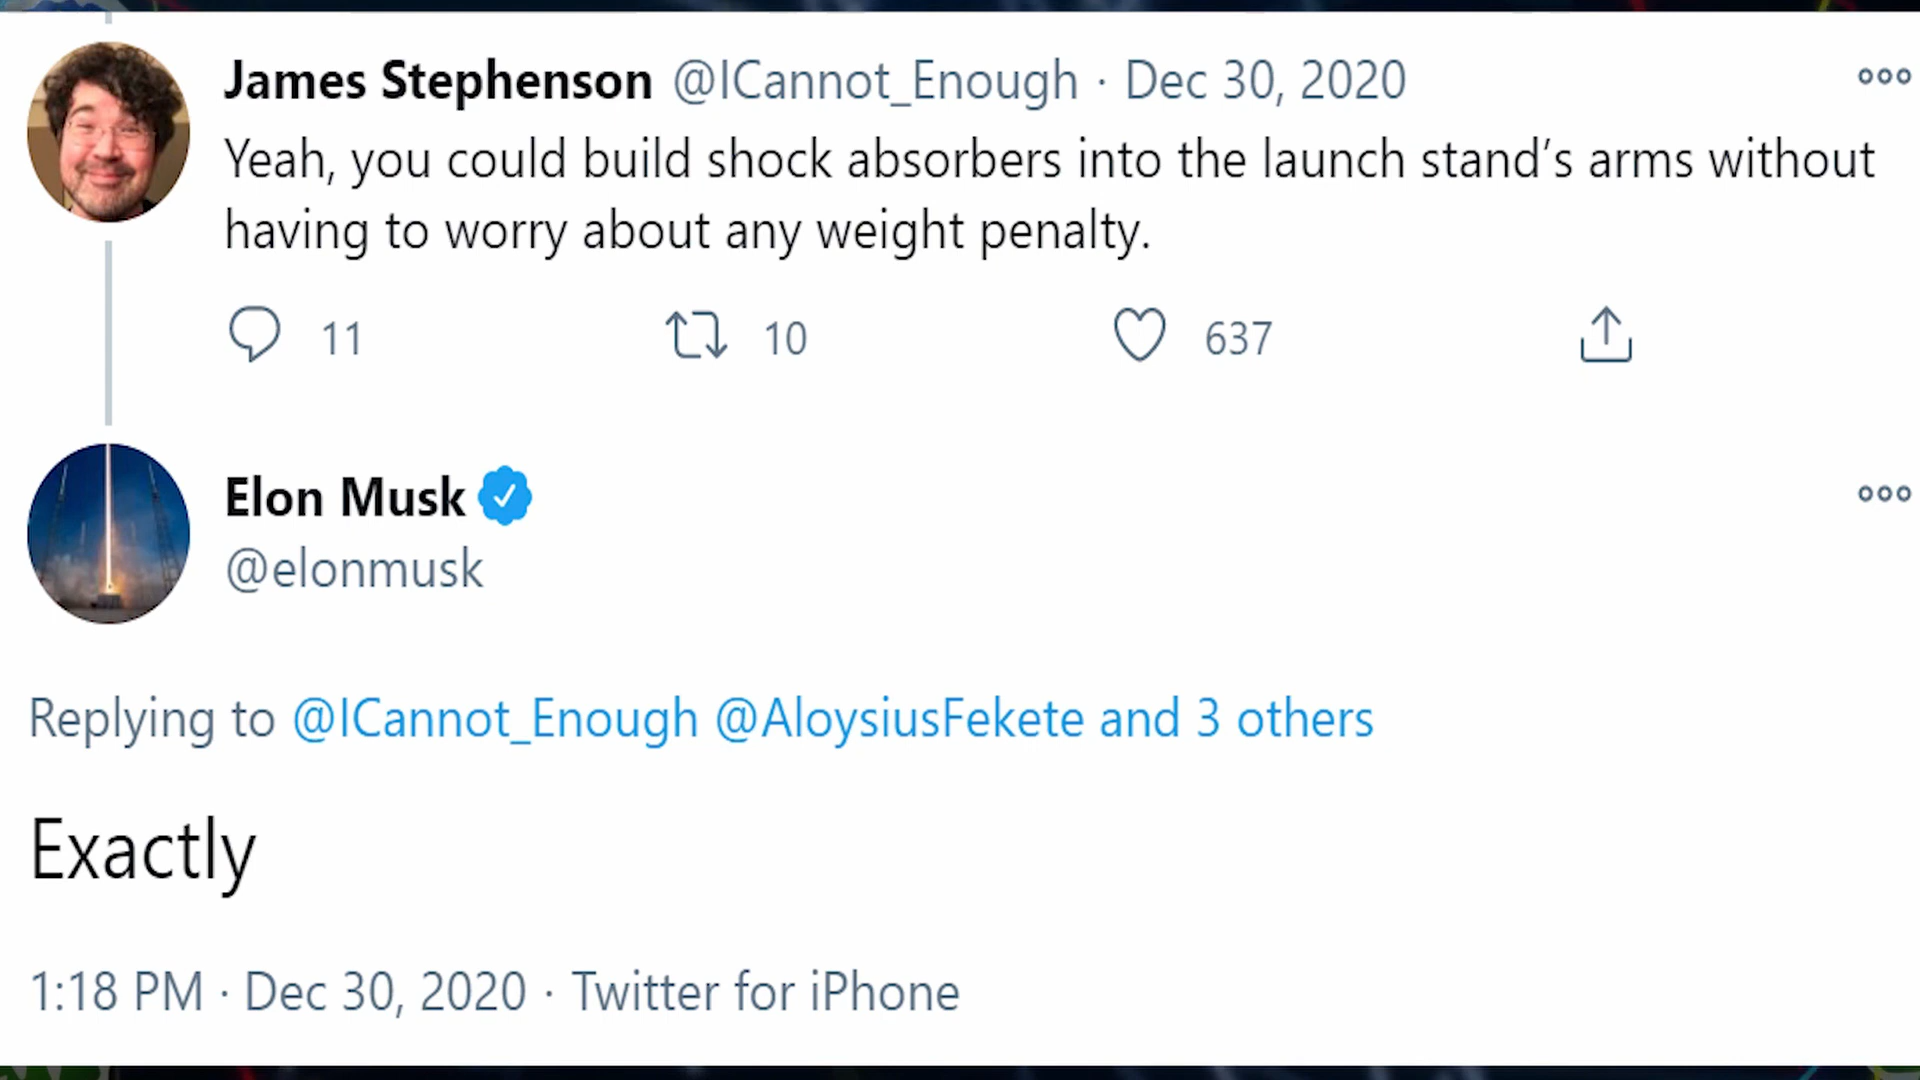 James Stephenson @ICannot_Enough · Dec 30, 2020
Yeah, you could build shock absorbers into the launch stand’s arms without
having to worry about any weight penalty.
11 10 637
Elon Musk
@elonmusk
Replying to @ICannot_Enough @AloysiusFekete and 3 others
Exactly
1:18 PM · Dec 30, 2020 · Twitter for iPhone